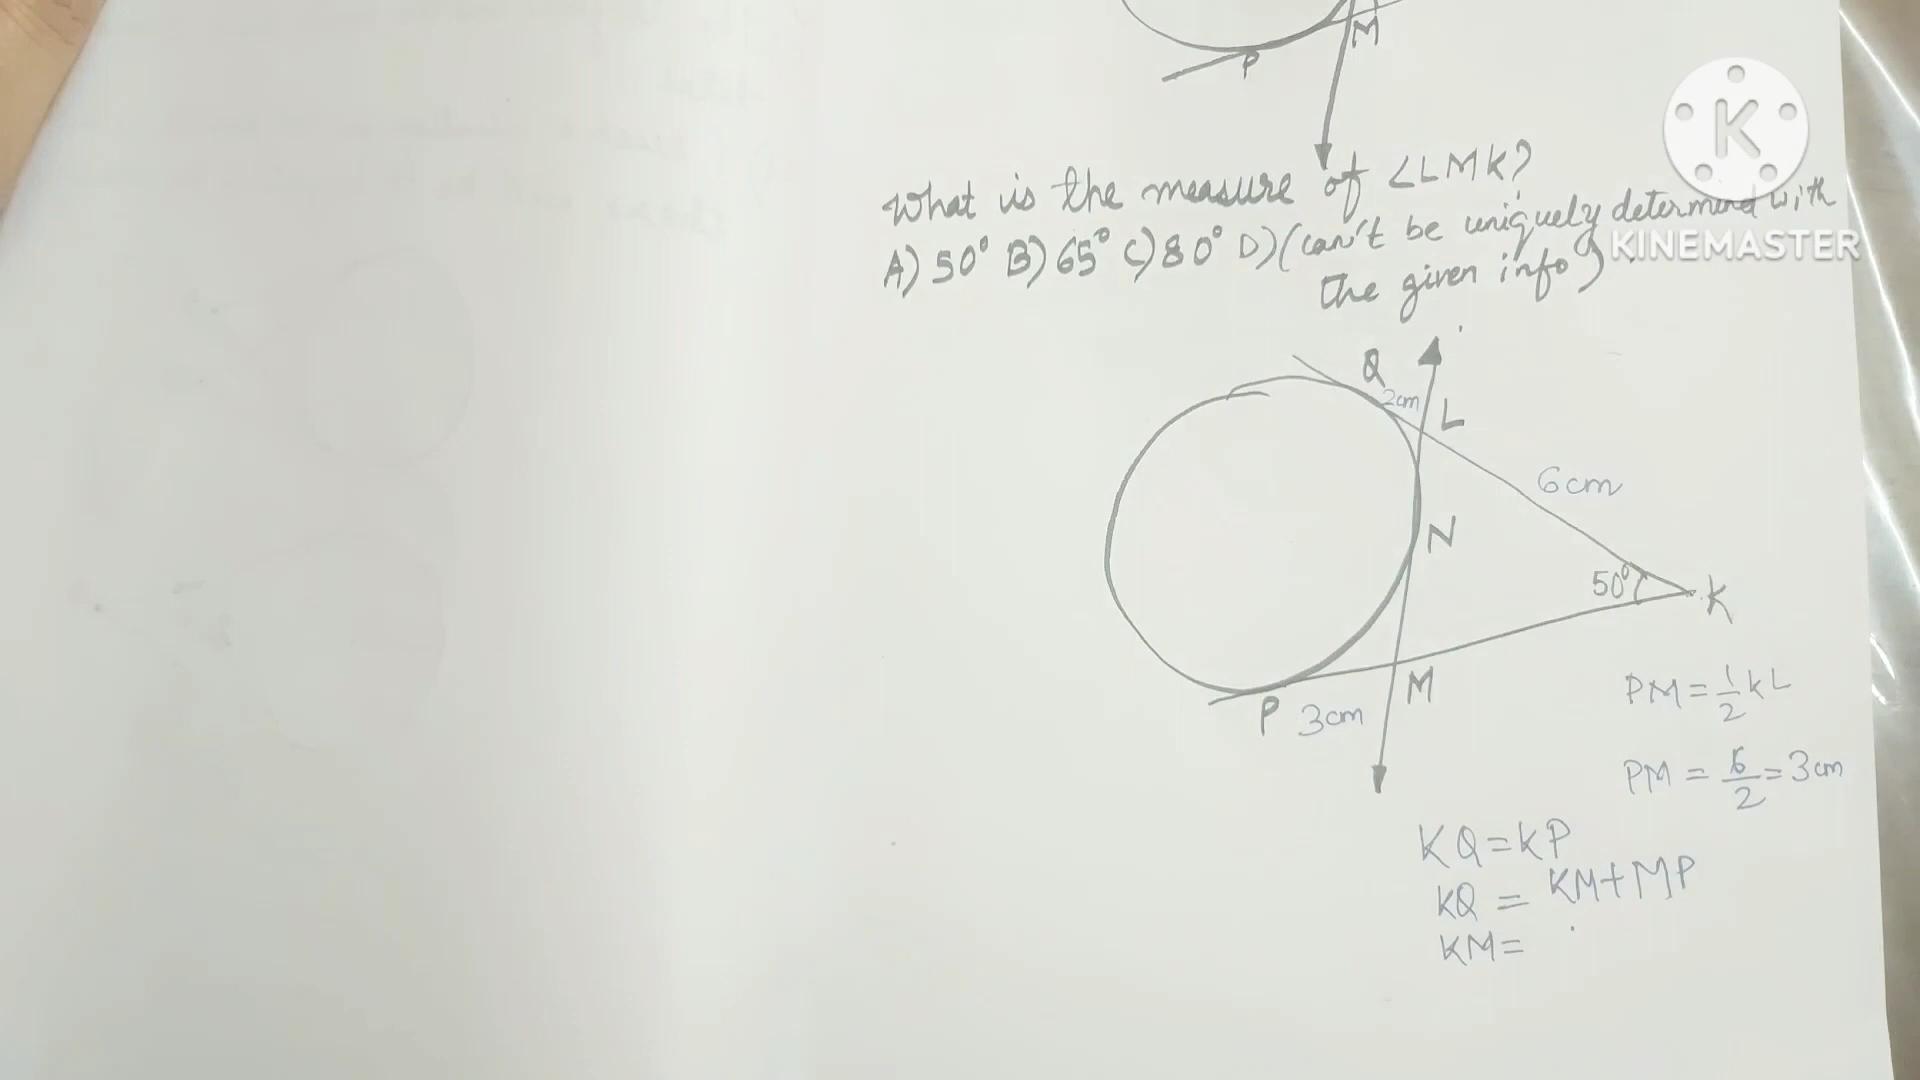 M
P
What is the measure of ∠LMK?
A) 50° B) 65° C) 80° D) (can't be uniquely determined with
the given info)
K
KINEMASTER
Q
2cm
L
6cm
N
50°
K
M
P 3cm
PM = 1/2 KL
PM = 6/2 = 3cm
KQ = KP
KQ = KM + MP
KM =